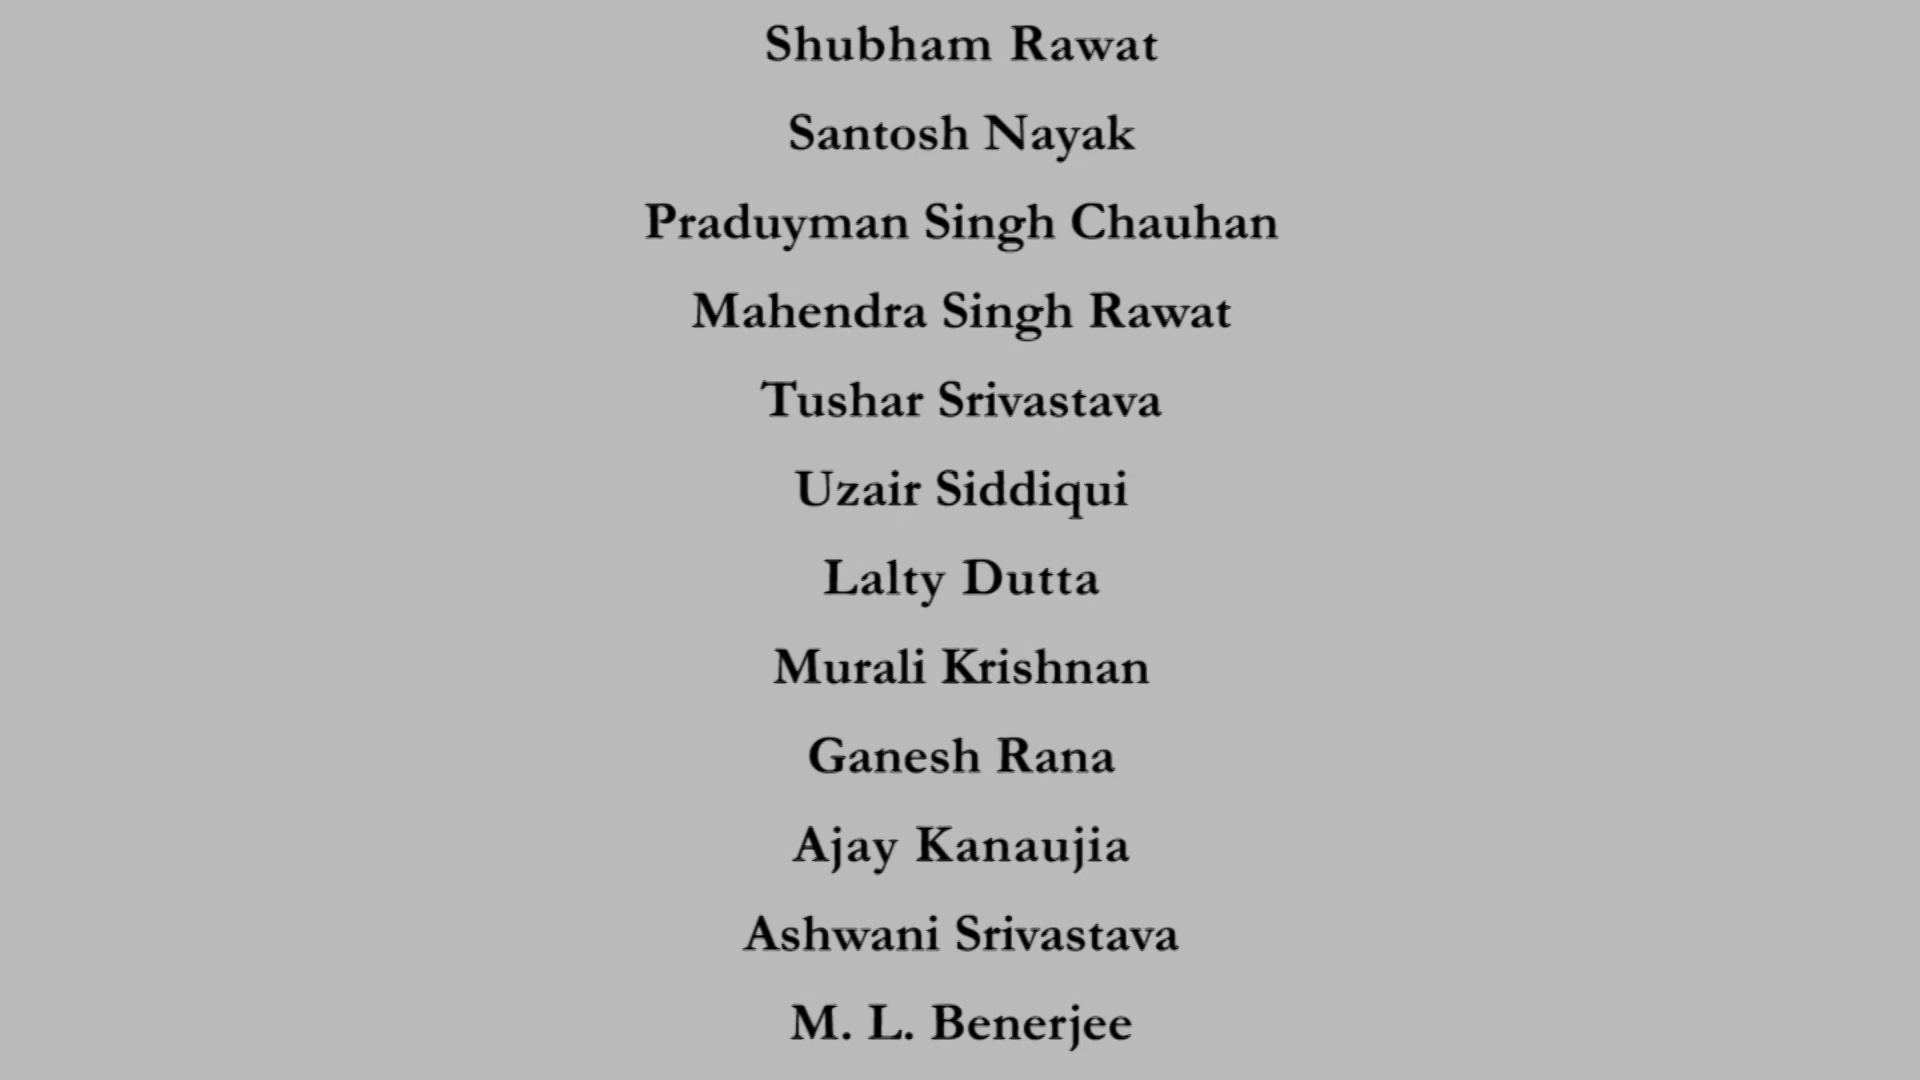 Shubham Rawat
Santosh Nayak
Praduyman Singh Chauhan
Mahendra Singh Rawat
Tushar Srivastava
Uzair Siddiqui
Lalty Dutta
Murali Krishnan
Ganesh Rana
Ajay Kanaujia
Ashwani Srivastava
M. L. Benerjee